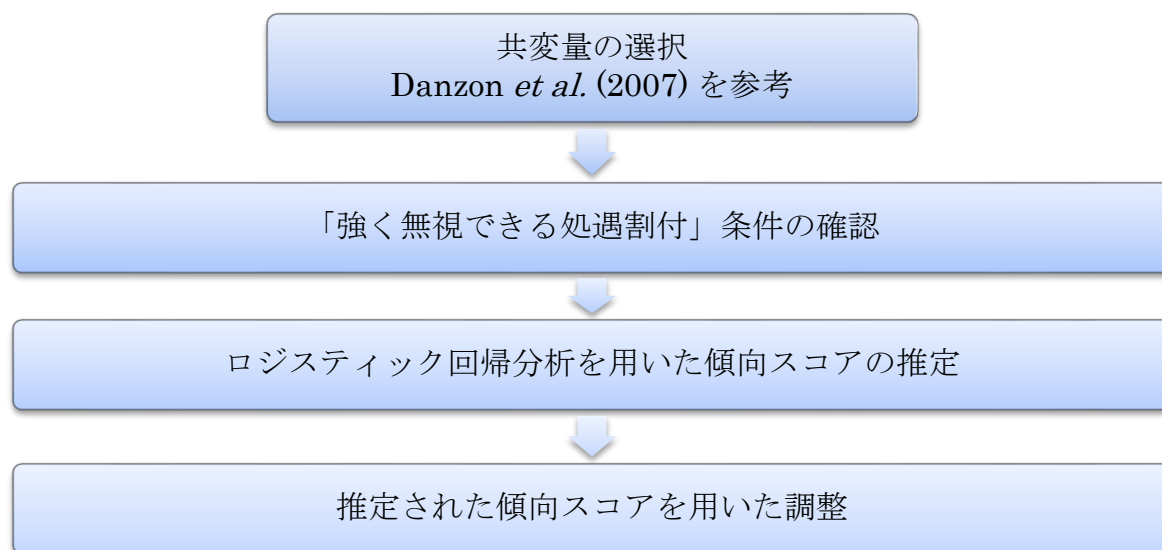 共変量の選択
Danzon et al. (2007) を参考
「強く無視できる処遇割付」条件の確認
ロジスティック回帰分析を用いた傾向スコアの推定
推定された傾向スコアを用いた調整